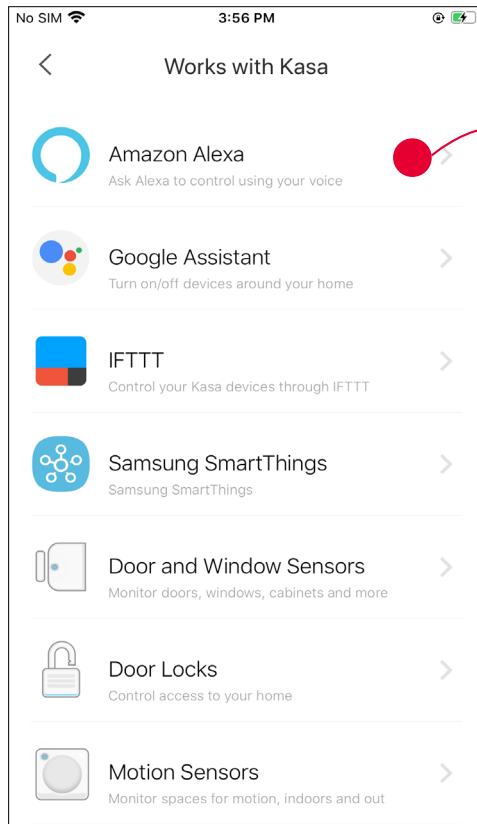 No SIM 3:56 PM
Works with Kasa
Amazon Alexa
Ask Alexa to control using your voice
Google Assistant
Turn on/off devices around your home
IFTTT
Control your Kasa devices through IFTTT
Samsung SmartThings
Samsung SmartThings
Door and Window Sensors
Monitor doors, windows, cabinets and more
Door Locks
Control access to your home
Motion Sensors
Monitor spaces for motion, indoors and out